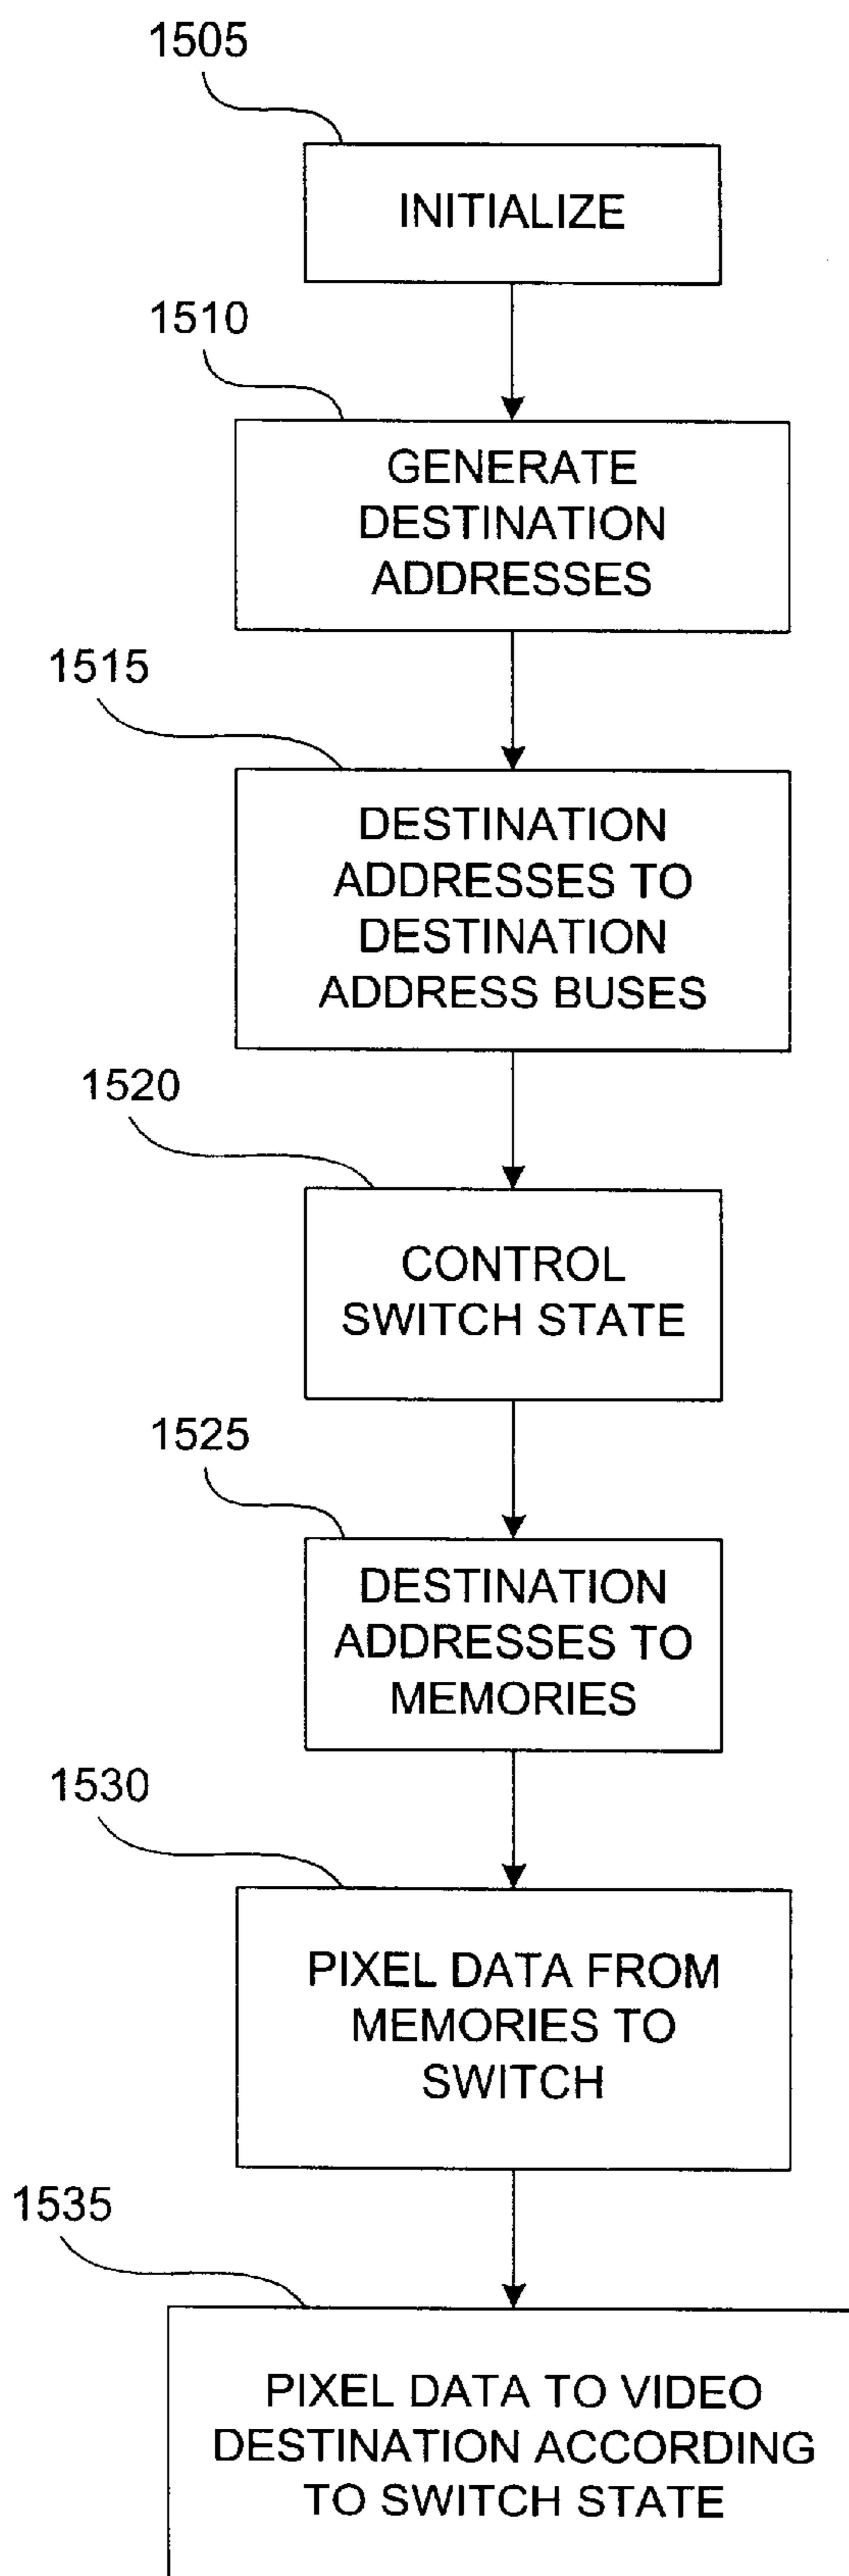 1505
INITIALIZE
1510
GENERATE
DESTINATION
ADDRESSES
1515
DESTINATION
ADDRESSES TO
DESTINATION
ADDRESS BUSES
1520
CONTROL
SWITCH STATE
1525
DESTINATION
ADDRESSES TO
MEMORIES
1530
PIXEL DATA FROM
MEMORIES TO
SWITCH
1535
PIXEL DATA TO VIDEO
DESTINATION ACCORDING
TO SWITCH STATE